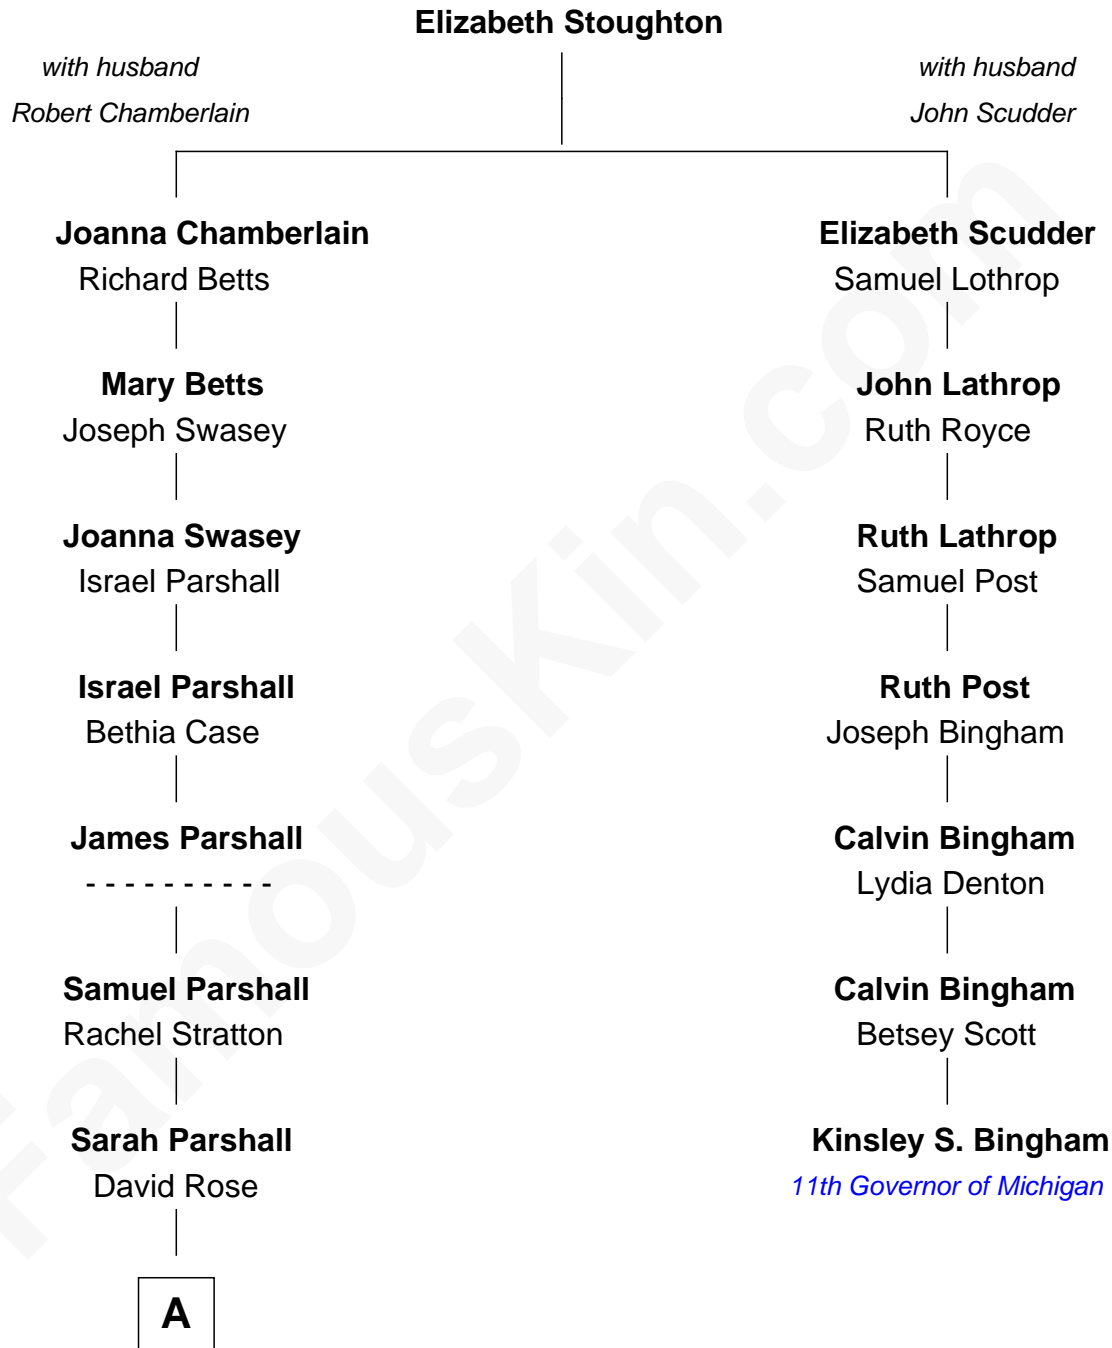 Elizabeth Stoughton
with husband
Robert Chamberlain
with husband
John Scudder
Joanna Chamberlain
Richard Betts
Elizabeth Scudder
Samuel Lothrop
Mary Betts
Joseph Swasey
John Lathrop
Ruth Royce
Joanna Swasey
Israel Parshall
Ruth Lathrop
Samuel Post
Israel Parshall
Bethia Case
Ruth Post
Joseph Bingham
James Parshall
- - - - - - - - - -
Calvin Bingham
Lydia Denton
Samuel Parshall
Rachel Stratton
Calvin Bingham
Betsey Scott
Sarah Parshall
David Rose
Kinsley S. Bingham
11th Governor of Michigan
A
FamousKin.com